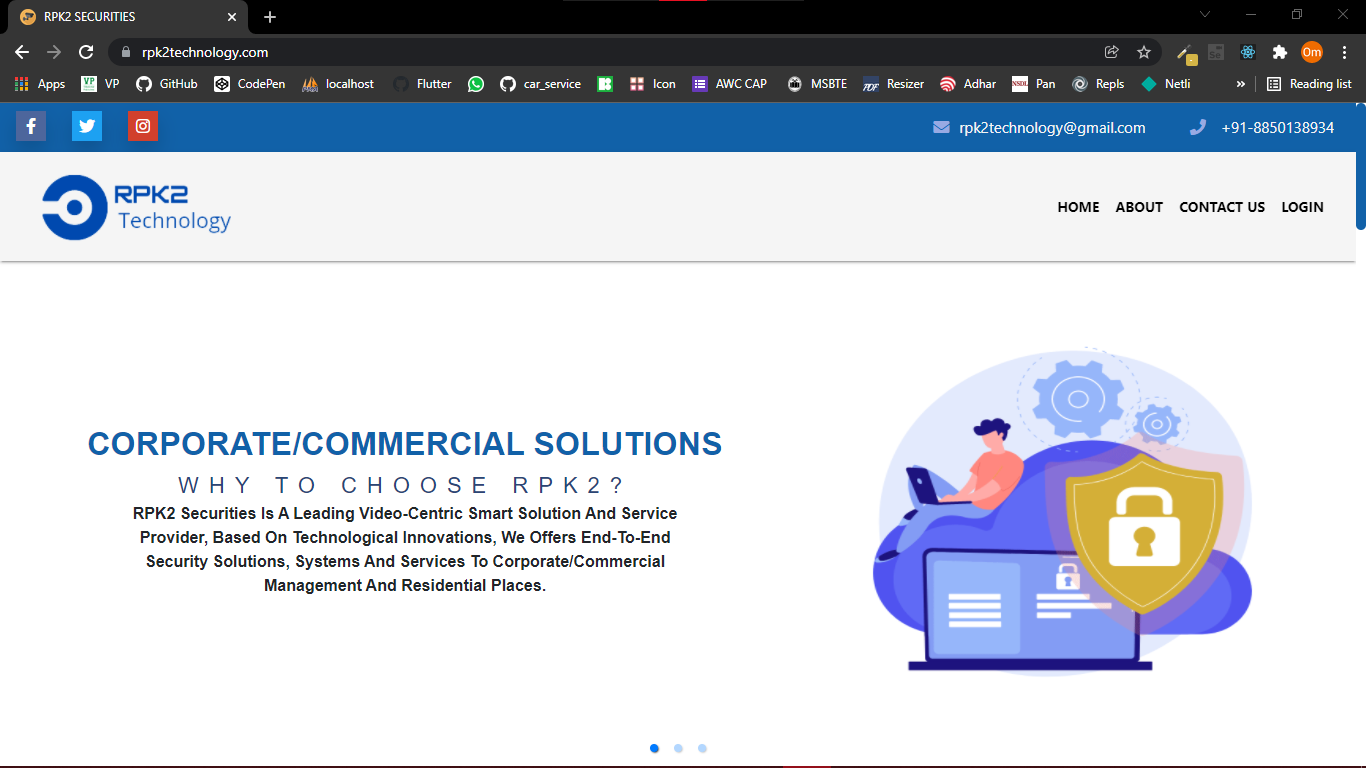 RPK2 SECURITIES
rpk2technology.com
Om
Apps VP VP GitHub CodePen localhost Flutter car_service Icon AWC CAP MSBTE Resizer NSDL Adhar Pan Repls Netli » Reading list
rpk2technology@gmail.com +91-8850138934
RPK2
Technology
HOME ABOUT CONTACT US LOGIN
CORPORATE/COMMERCIAL SOLUTIONS
WHY TO CHOOSE RPK2?
RPK2 Securities Is A Leading Video-Centric Smart Solution And Service
Provider, Based On Technological Innovations, We Offers End-To-End
Security Solutions, Systems And Services To Corporate/Commercial
Management And Residential Places.